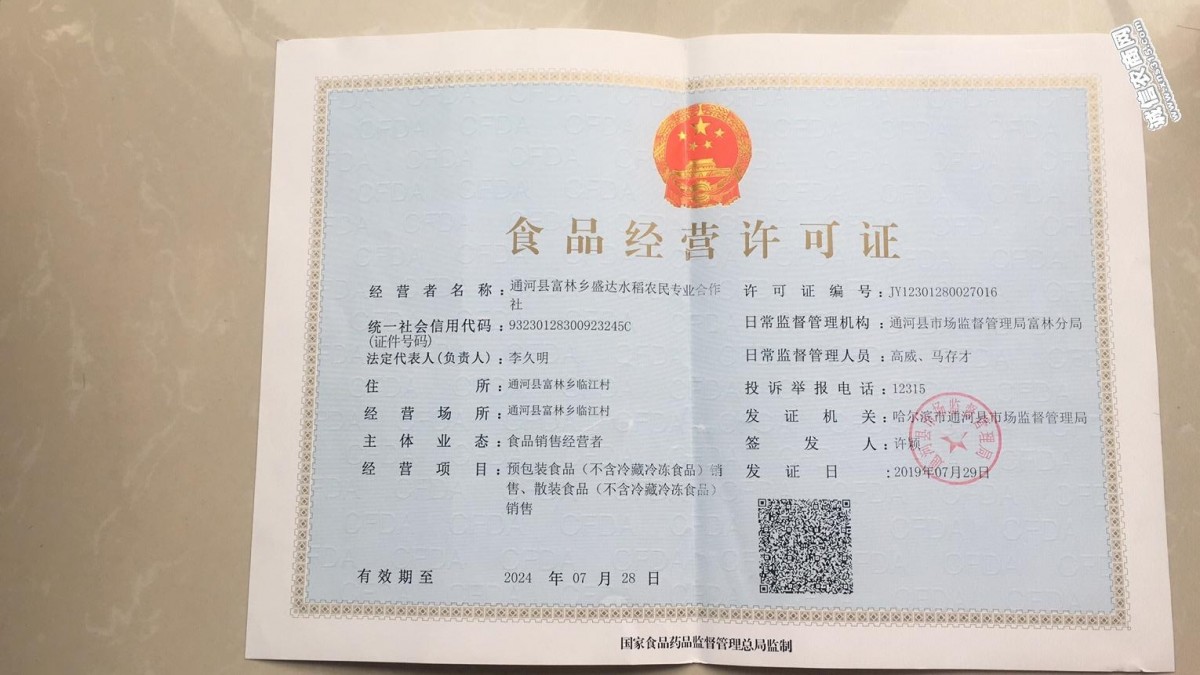 诚信农商网
食品经营许可证
经营者名称：通河县富林乡盛达水稻农民专业合作
社
统一社会信用代码：93230128300923245C
(证件号码)
法定代表人(负责人)：李久明
住所：通河县富林乡临江村
经营场所：通河县富林乡临江村
主体业态：食品销售经营者
经营项目：预包装食品（不含冷藏冷冻食品）销
售、散装食品（不含冷藏冷冻食品）
销售
有效期至 2024 年 07 月 28 日
许可证编号：JY12301280027016
日常监督管理机构：通河县市场监督管理局富林分局
日常监督管理人员：高威、马存才
投诉举报电话：12315
发证机关：哈尔滨市通河县市场监督管理局
签发人：许颖
发证日：2019年07月29日
国家食品药品监督管理总局监制